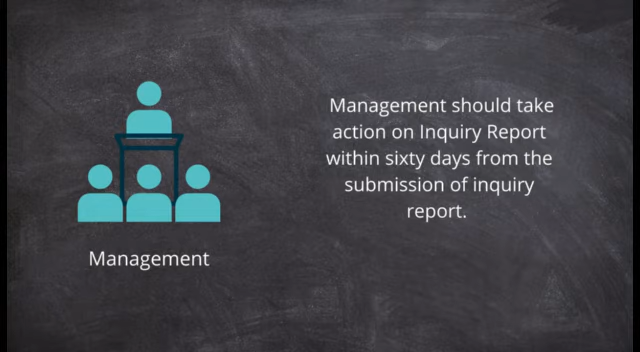 Management should take
action on Inquiry Report
within sixty days from the
submission of inquiry
report.
Management